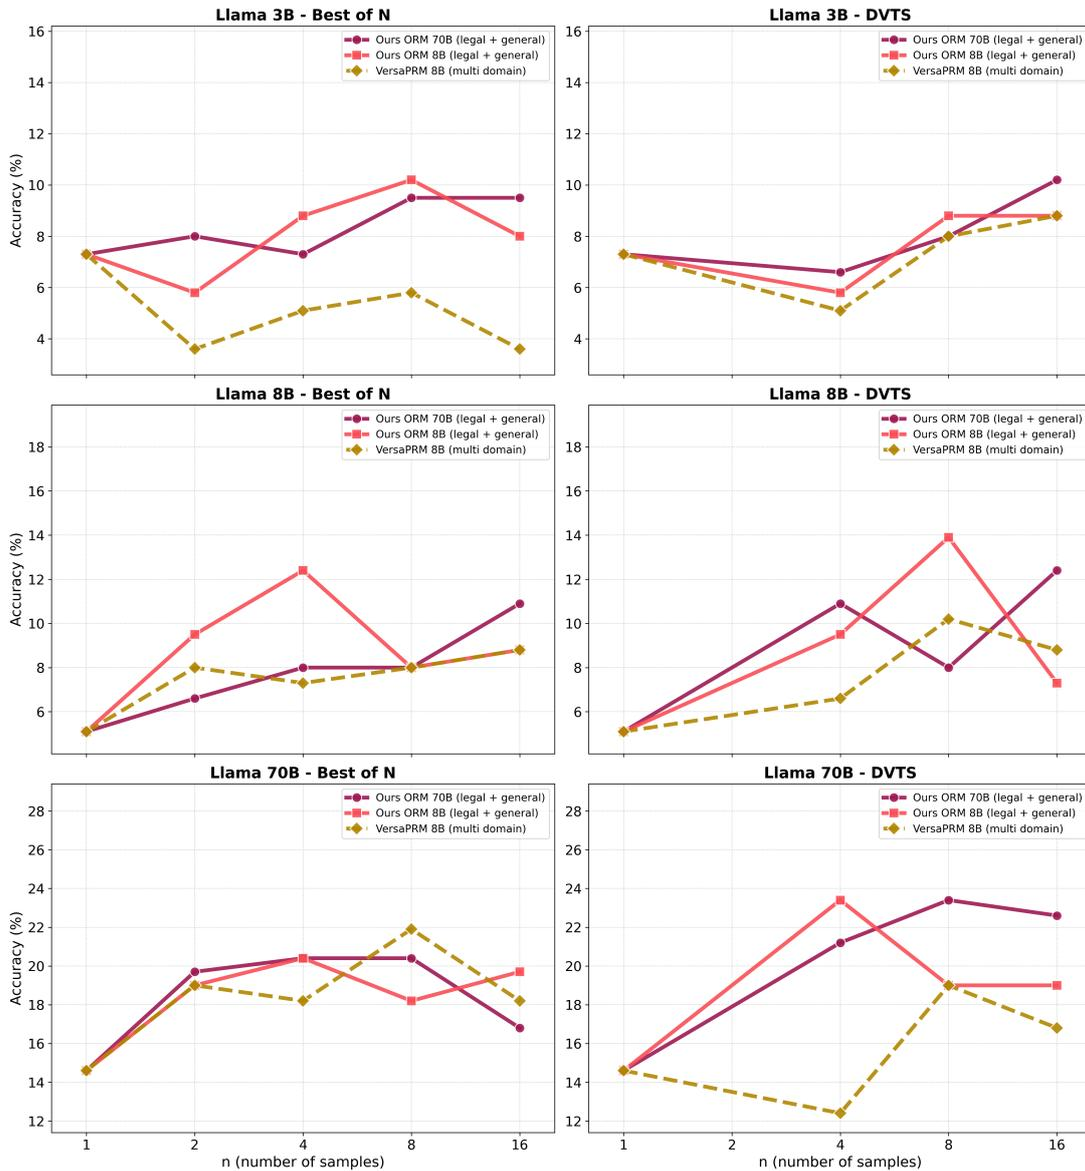 Llama 3B - Best of N
Accuracy (%)
16
14
12
10
8
6
4
Ours ORM 70B (legal + general)
Ours ORM 8B (legal + general)
VersaPRM 8B (multi domain)
Llama 3B - DVTS
16
14
12
10
8
6
4
Ours ORM 70B (legal + general)
Ours ORM 8B (legal + general)
VersaPRM 8B (multi domain)
Llama 8B - Best of N
Accuracy (%)
18
16
14
12
10
8
6
Ours ORM 70B (legal + general)
Ours ORM 8B (legal + general)
VersaPRM 8B (multi domain)
Llama 8B - DVTS
18
16
14
12
10
8
6
Ours ORM 70B (legal + general)
Ours ORM 8B (legal + general)
VersaPRM 8B (multi domain)
Llama 70B - Best of N
Accuracy (%)
28
26
24
22
20
18
16
14
12
Ours ORM 70B (legal + general)
Ours ORM 8B (legal + general)
VersaPRM 8B (multi domain)
1 2 4 8 16
n (number of samples)
Llama 70B - DVTS
28
26
24
22
20
18
16
14
12
Ours ORM 70B (legal + general)
Ours ORM 8B (legal + general)
VersaPRM 8B (multi domain)
1 2 4 8 16
n (number of samples)